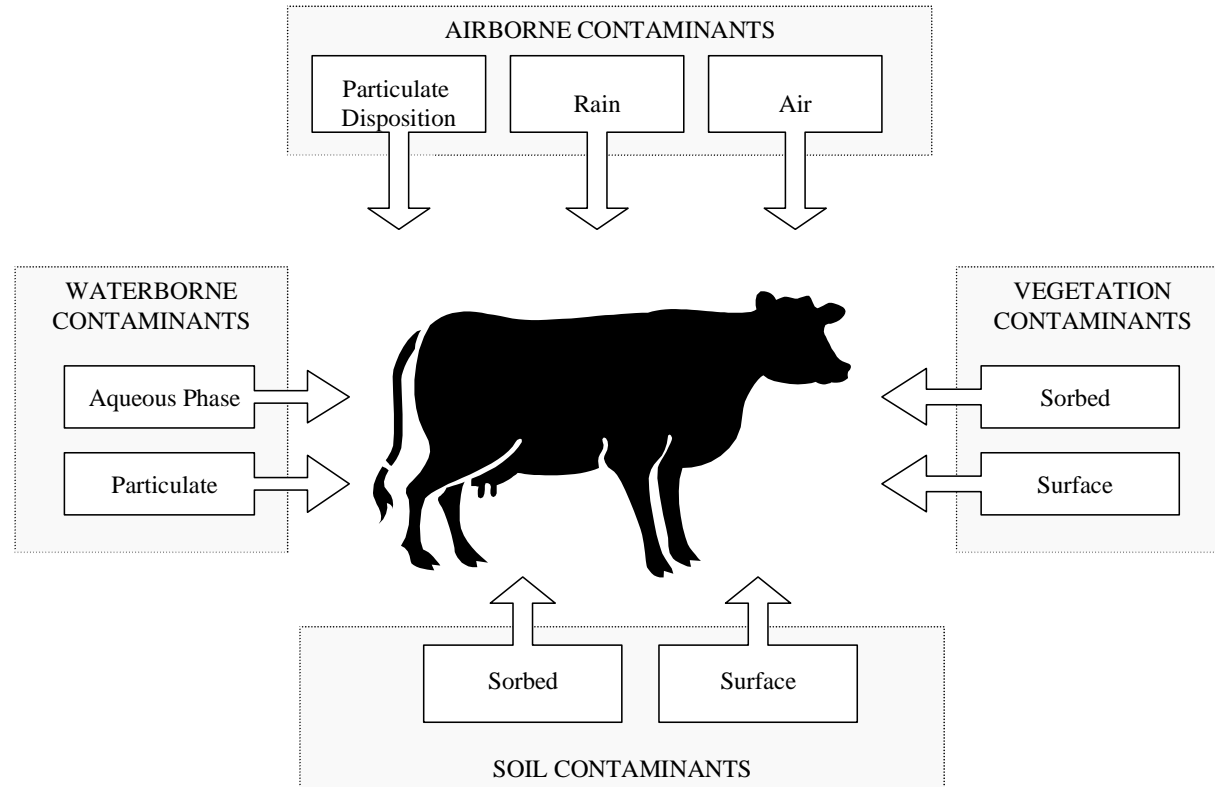 AIRBORNE CONTAMINANTS
Particulate
Disposition
Rain
Air
WATERBORNE
CONTAMINANTS
Aqueous Phase
Particulate
VEGETATION
CONTAMINANTS
Sorbed
Surface
Sorbed
Surface
SOIL CONTAMINANTS